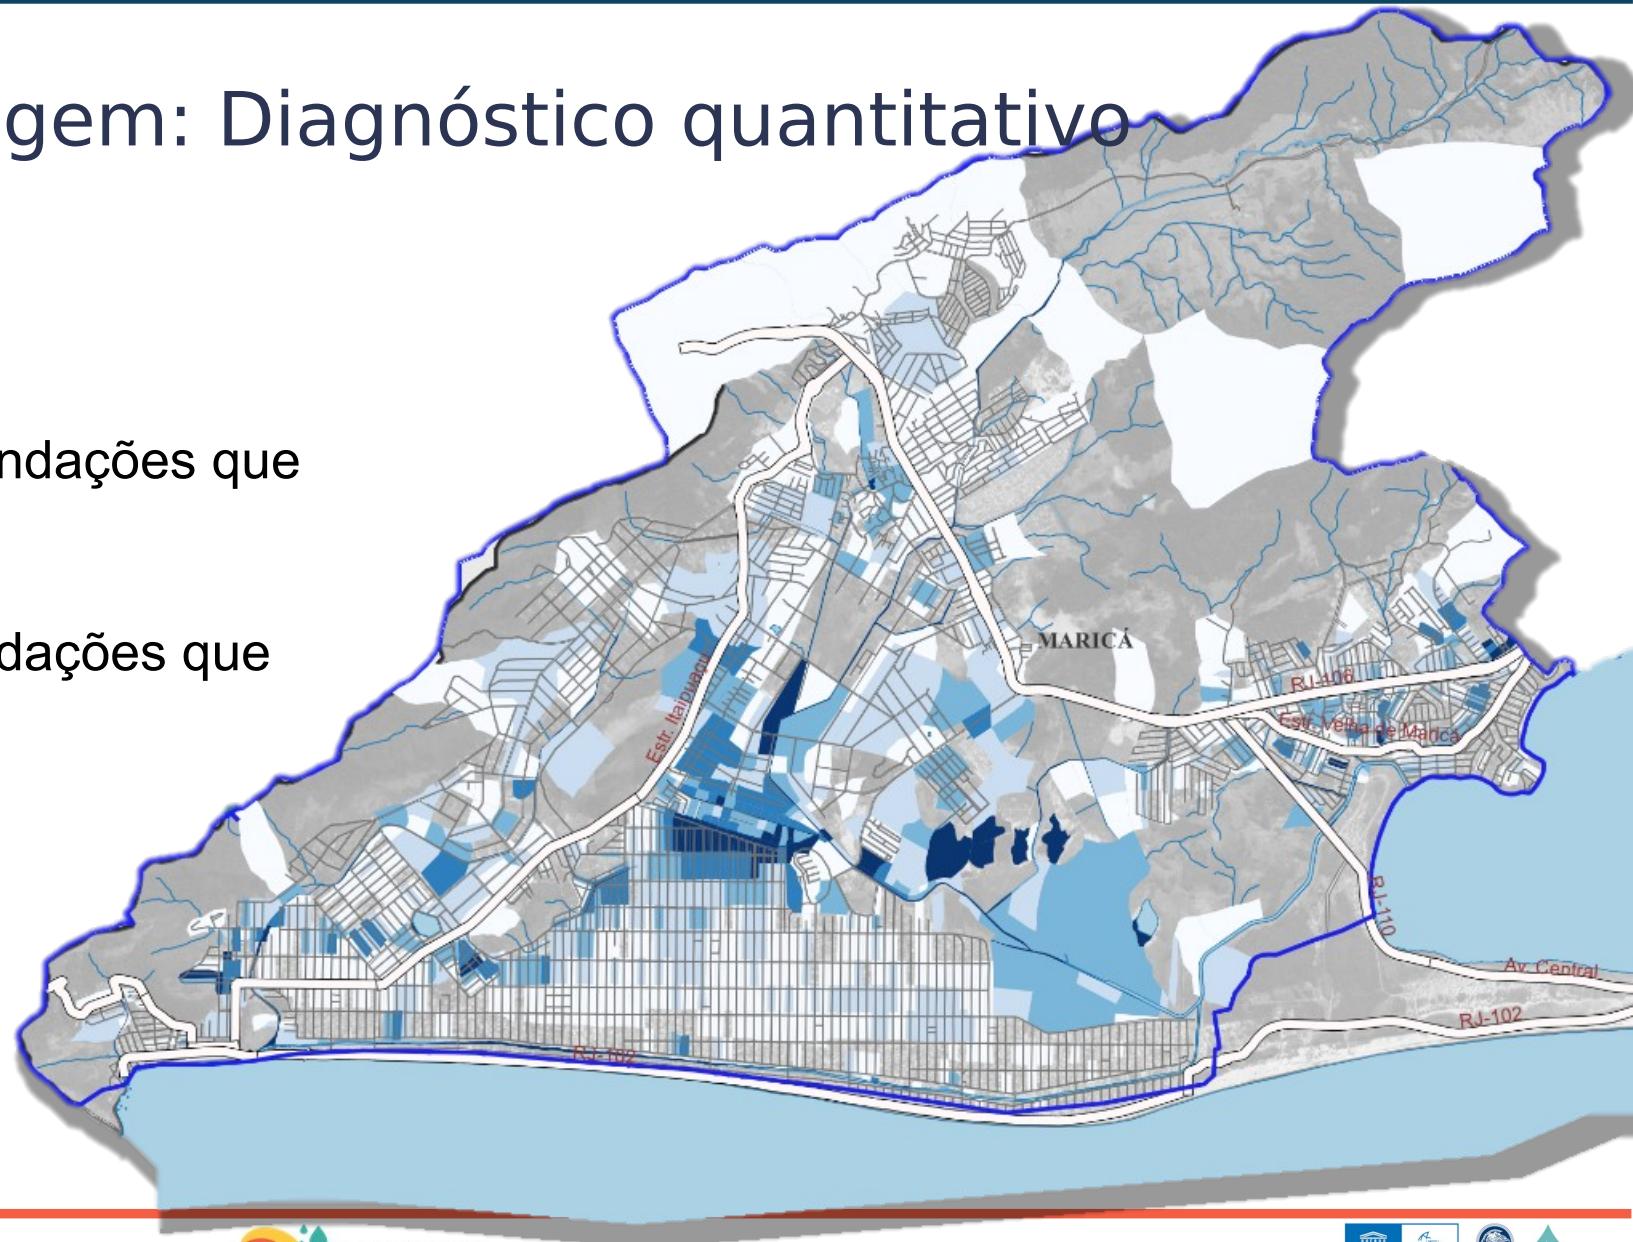 gem: Diagnóstico quantitativo
ndações que
dações que
MARICÁ
Estr. Itaipuaçu
RJ-106
Estr. Velha de Maricá
RJ-110
Av. Central
RJ-102
RJ-102